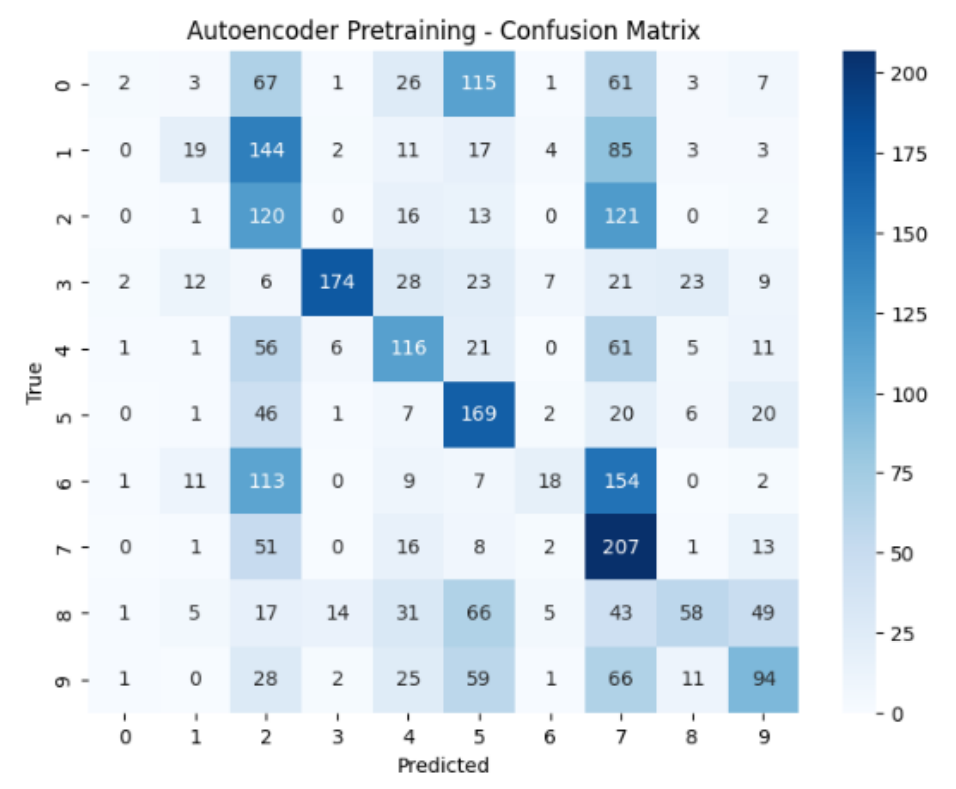 Autoencoder Pretraining - Confusion Matrix
0 2 3 67 1 26 115 1 61 3 7
1 0 19 144 2 11 17 4 85 3 3
2 0 1 120 0 16 13 0 121 0 2
3 2 12 6 174 28 23 7 21 23 9
4 1 1 56 6 116 21 0 61 5 11
5 0 1 46 1 7 169 2 20 6 20
6 1 11 113 0 9 7 18 154 0 2
7 0 1 51 0 16 8 2 207 1 13
8 1 5 17 14 31 66 5 43 58 49
9 1 0 28 2 25 59 1 66 11 94
0 1 2 3 4 5 6 7 8 9
Predicted
True
200
175
150
125
100
75
50
25
0